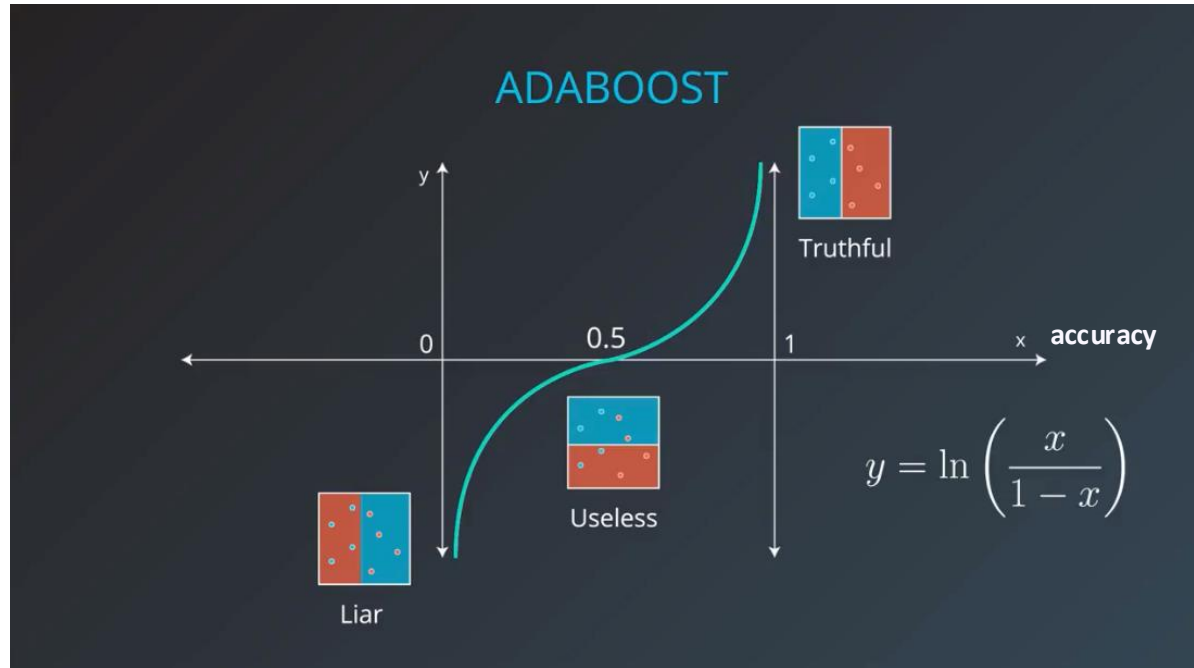 ADABOOST
y
Truthful
0
0.5
1
x accuracy
y = ln ( x / 1 − x )
Useless
Liar